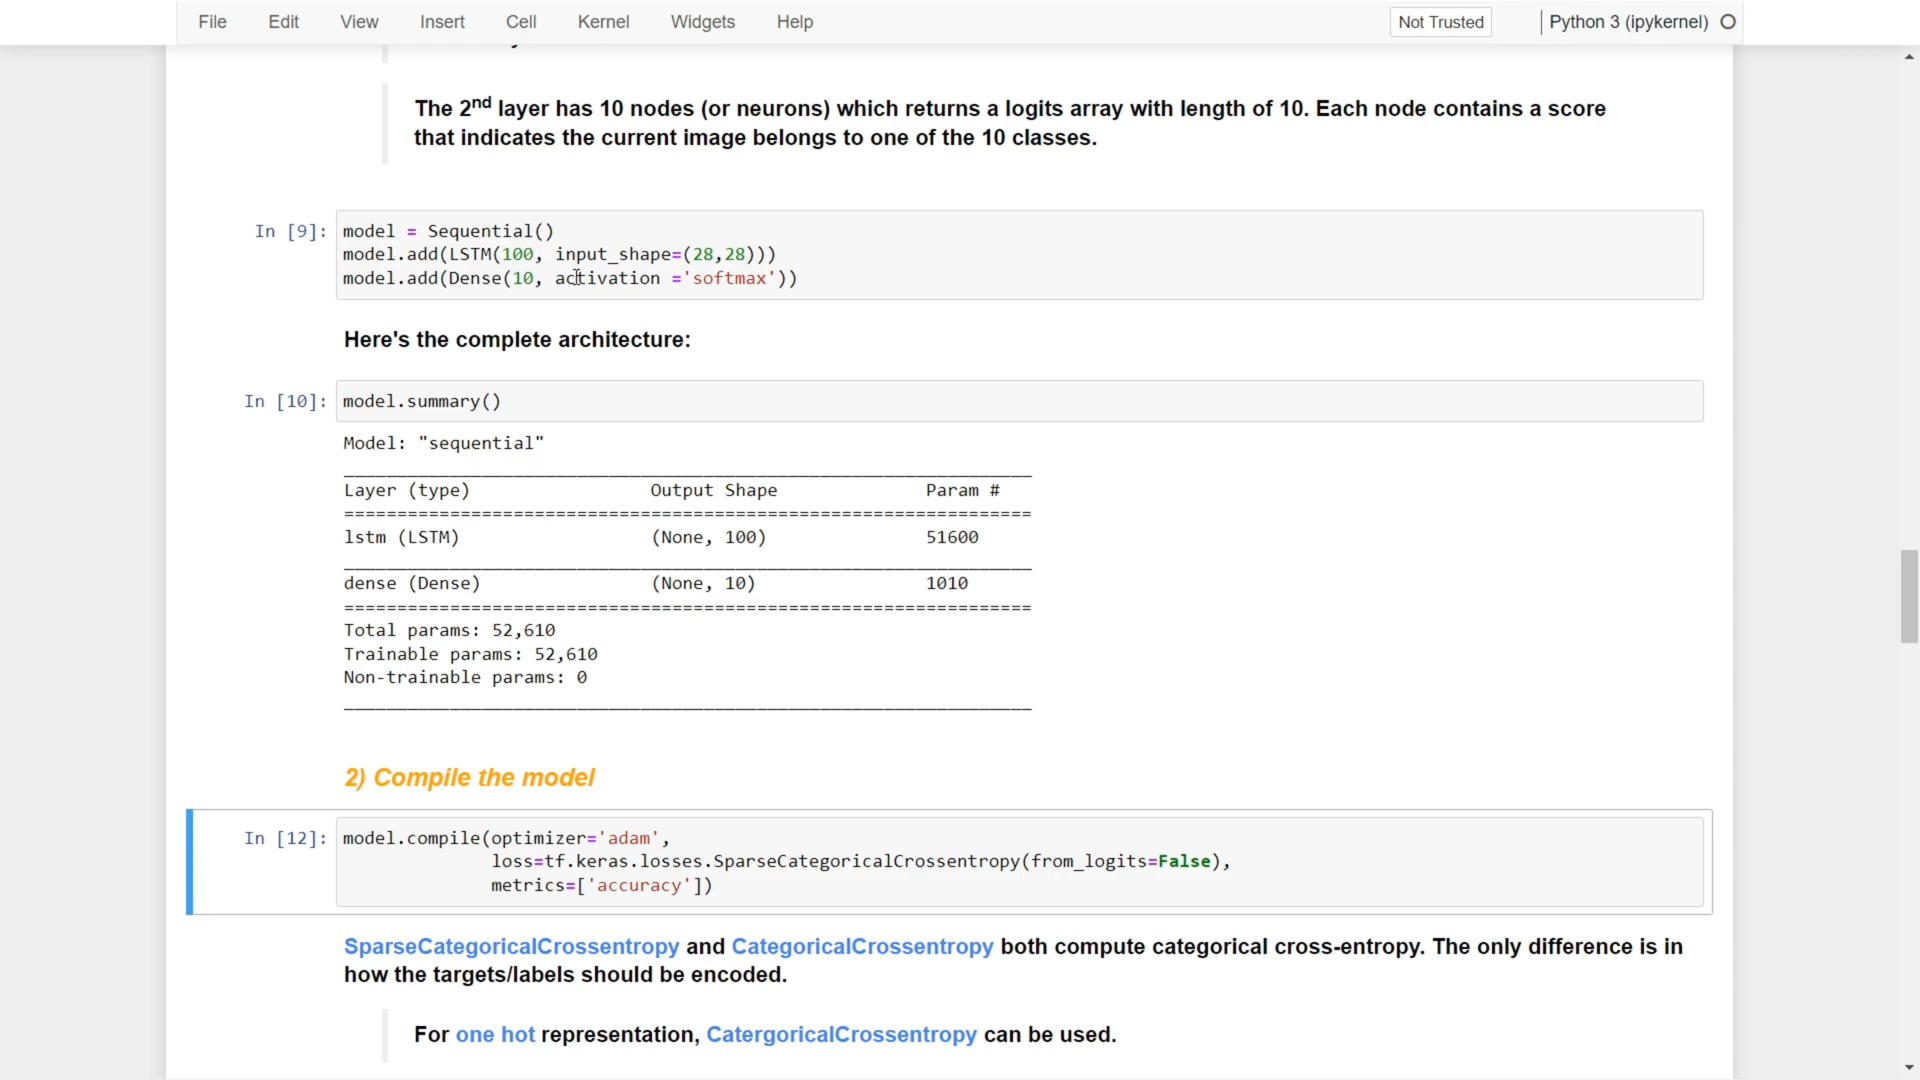 File Edit View Insert Cell Kernel Widgets Help Not Trusted Python 3 (ipykernel)
The 2nd layer has 10 nodes (or neurons) which returns a logits array with length of 10. Each node contains a score
that indicates the current image belongs to one of the 10 classes.
In [9]: model = Sequential()
model.add(LSTM(100, input_shape=(28,28)))
model.add(Dense(10, activation ='softmax'))
Here's the complete architecture:
In [10]: model.summary()
Model: "sequential"
Layer (type) Output Shape Param #
=================================================================
lstm (LSTM) (None, 100) 51600
dense (Dense) (None, 10) 1010
=================================================================
Total params: 52,610
Trainable params: 52,610
Non-trainable params: 0
2) Compile the model
In [12]: model.compile(optimizer='adam',
loss=tf.keras.losses.SparseCategoricalCrossentropy(from_logits=False),
metrics=['accuracy'])
SparseCategoricalCrossentropy and CategoricalCrossentropy both compute categorical cross-entropy. The only difference is in
how the targets/labels should be encoded.
For one hot representation, CatergoricalCrossentropy can be used.